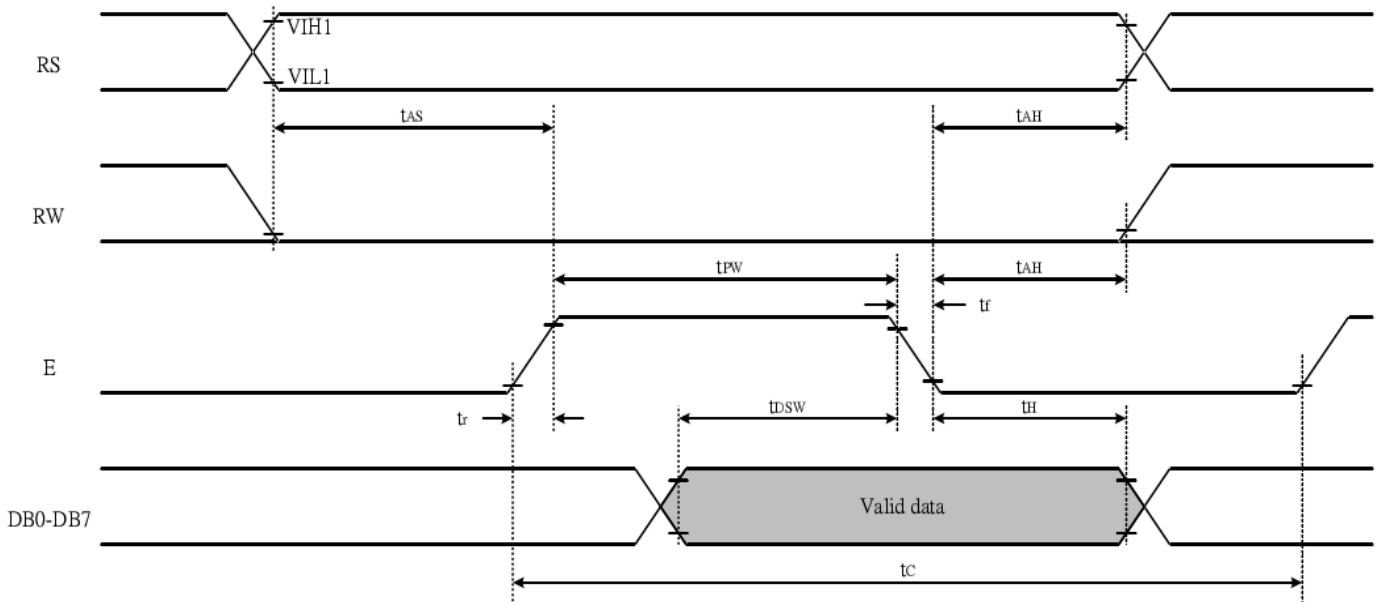 VIH1
RS
VIL1
tAS
tAH
RW
tPW
tAH
tf
E
tr
tDSW
tH
DB0-DB7
Valid data
tC